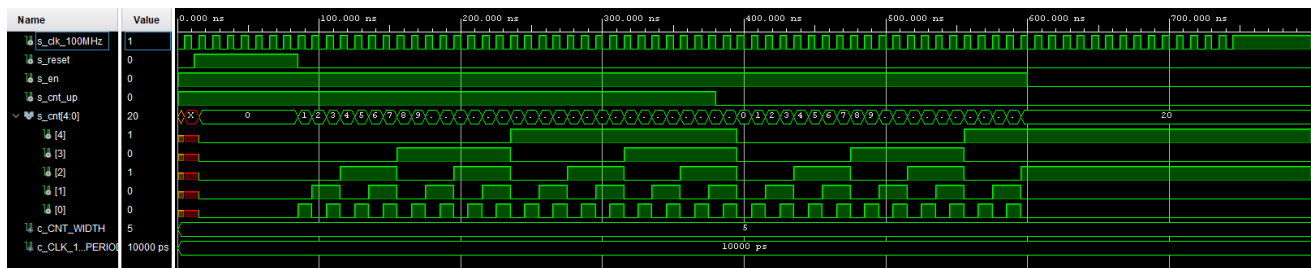 Name Value 0.000 ns 100.000 ns 200.000 ns 300.000 ns 400.000 ns 500.000 ns 600.000 ns 700.000 ns
s_clk_100MHz 1
s_reset 0
s_en 0
s_cnt_up 0
s_cnt[4:0] 20 X 0 1 2 3 4 5 6 7 8 9 . . . . . . . . . . . . . . . . . . . . . . 0 1 2 3 4 5 6 7 8 9 . . . . . . . . . . 20
[4] 1
[3] 0
[2] 1
[1] 0
[0] 0
c_CNT_WIDTH 5 5
c_CLK_1...PERIOD 10000 ps 10000 ps